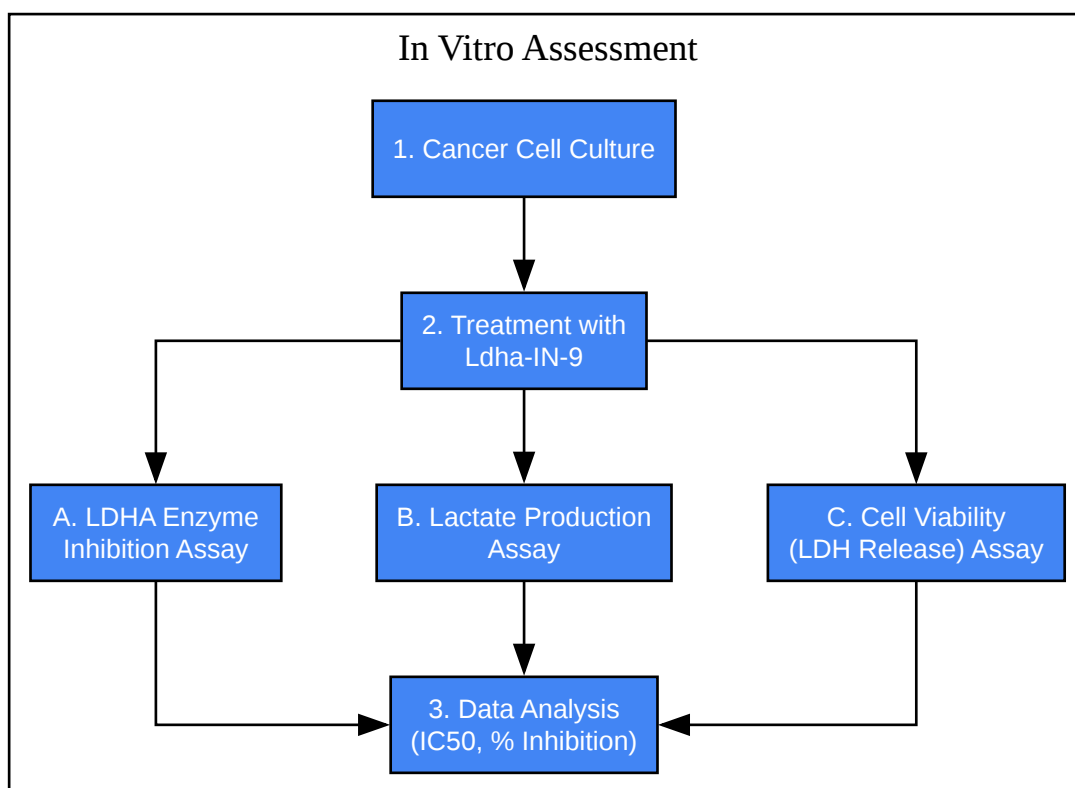 In Vitro Assessment
1. Cancer Cell Culture
2. Treatment with
Ldha-IN-9
A. LDHA Enzyme
Inhibition Assay
B. Lactate Production
Assay
C. Cell Viability
(LDH Release) Assay
3. Data Analysis
(IC50, % Inhibition)